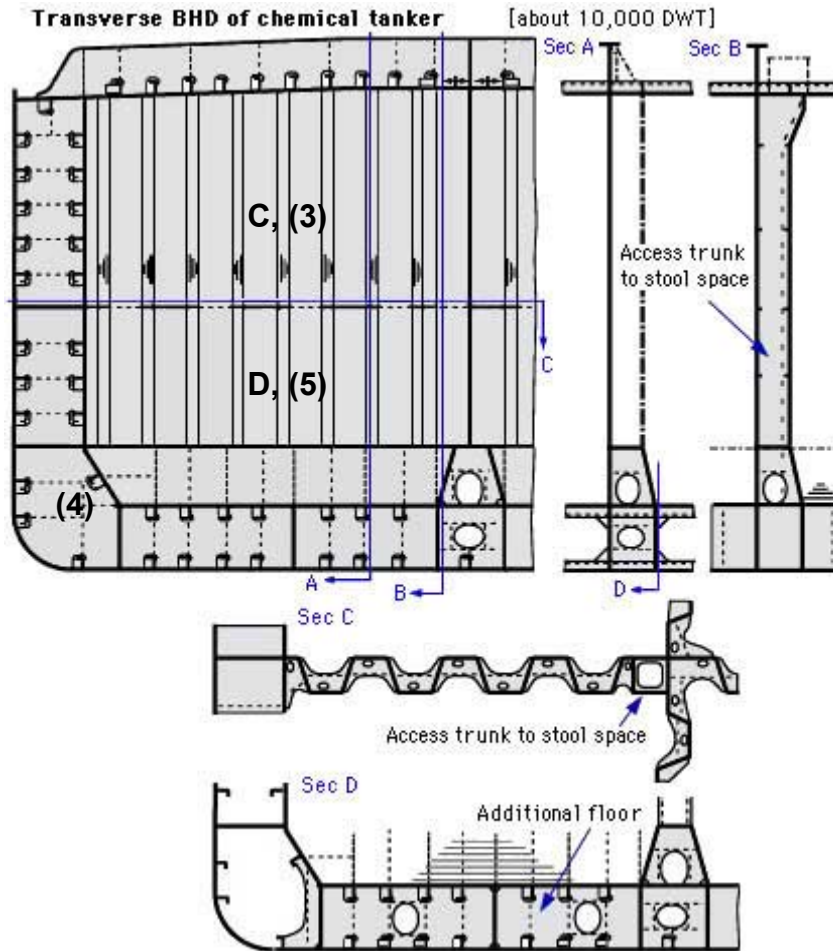 Transverse BHD of chemical tanker [about 10,000 DWT]
Sec A Sec B
C, (3)
Access trunk
to stool space
C
D, (5)
(4)
A
B
D
Sec C
Access trunk to stool space
Sec D
Additional floor